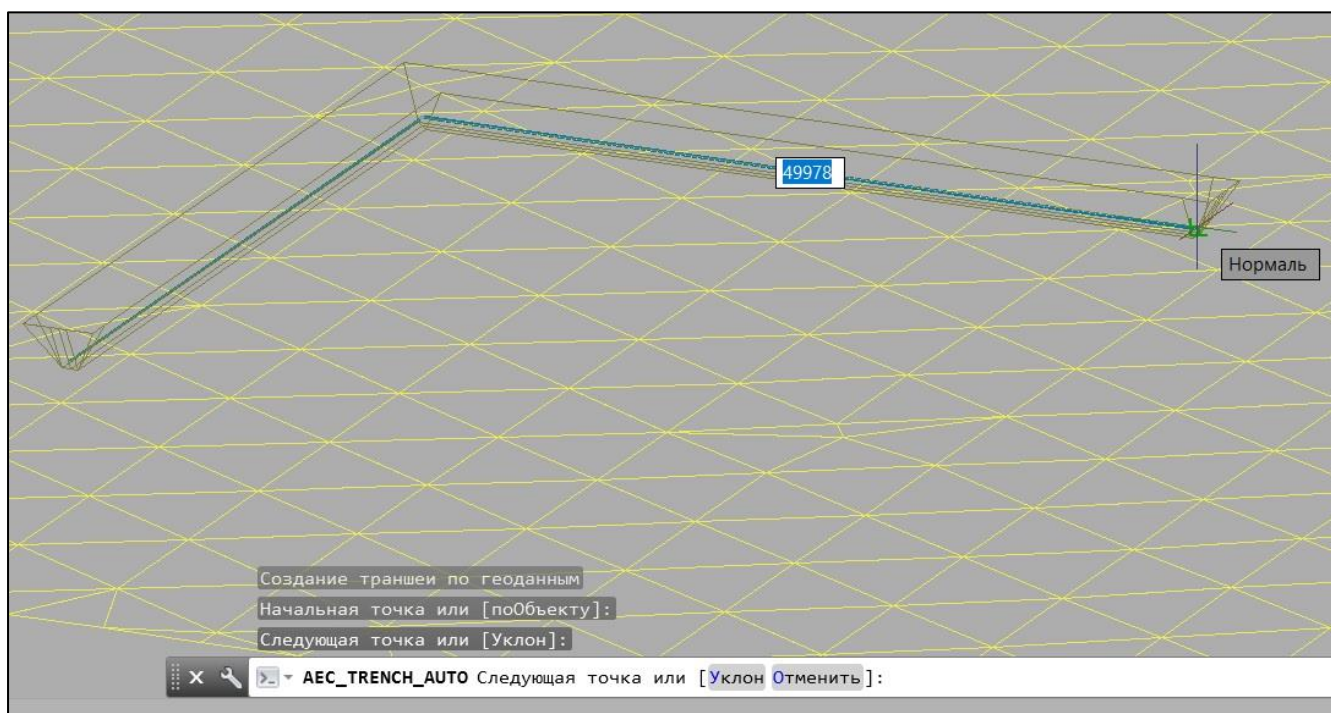 49978
Нормаль
Создание траншеи по геоданным
Начальная точка или [поОбъекту]:
Следующая точка или [Уклон]:
AEC_TRENCH_AUTO Следующая точка или [Уклон Отменить]: